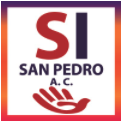 SI
SAN PEDRO
A. C.